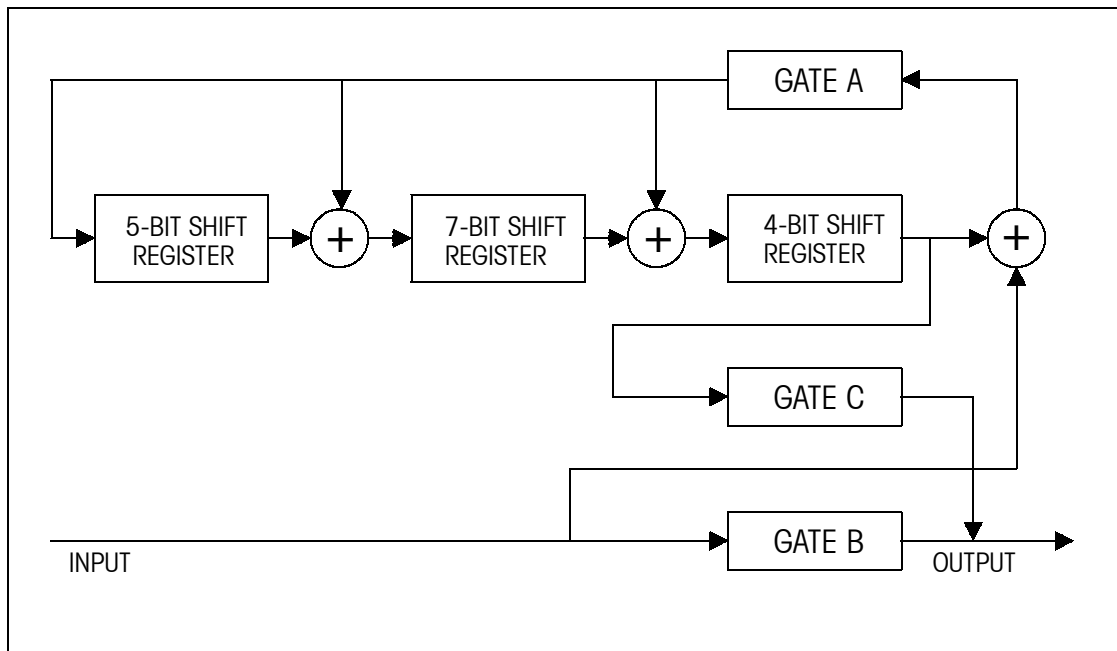 GATE A
5-BIT SHIFT
REGISTER
+
7-BIT SHIFT
REGISTER
+
4-BIT SHIFT
REGISTER
+
GATE C
INPUT
GATE B
OUTPUT